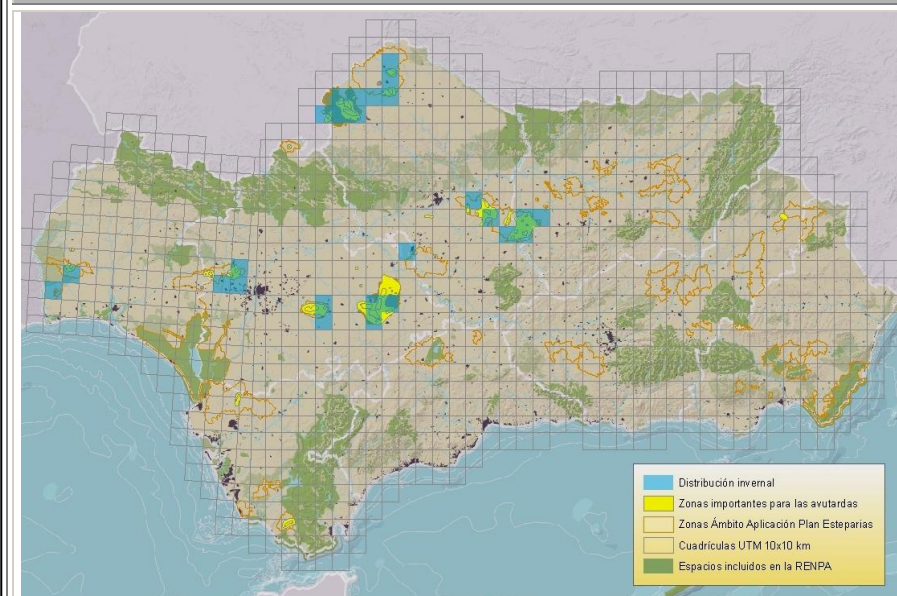 Distribución invernal
Zonas importantes para las avutardas
Zonas Ámbito Aplicación Plan Esteparias
Cuadrículas UTM 10x10 km
Espacios incluidos en la RENPA